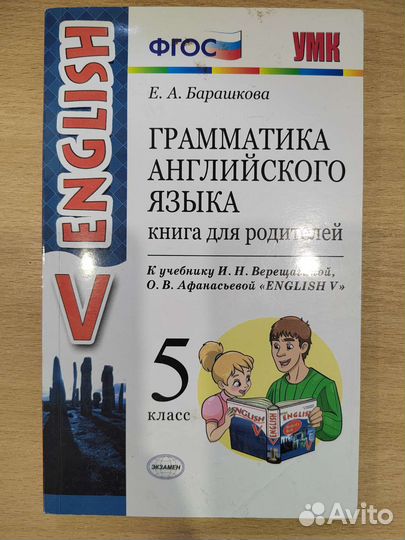 ФГОС
УМК
Е. А. Барашкова
ГРАММАТИКА
АНГЛИЙСКОГО
ЯЗЫКА
книга для родителей
К учебнику И. Н. Верещагиной,
О. В. Афанасьевой «ENGLISH V»
5
класс
ENGLISH
V
ENGLISH
V
ENGLISH
ENGLISH
ЭКЗАМЕН
Avito